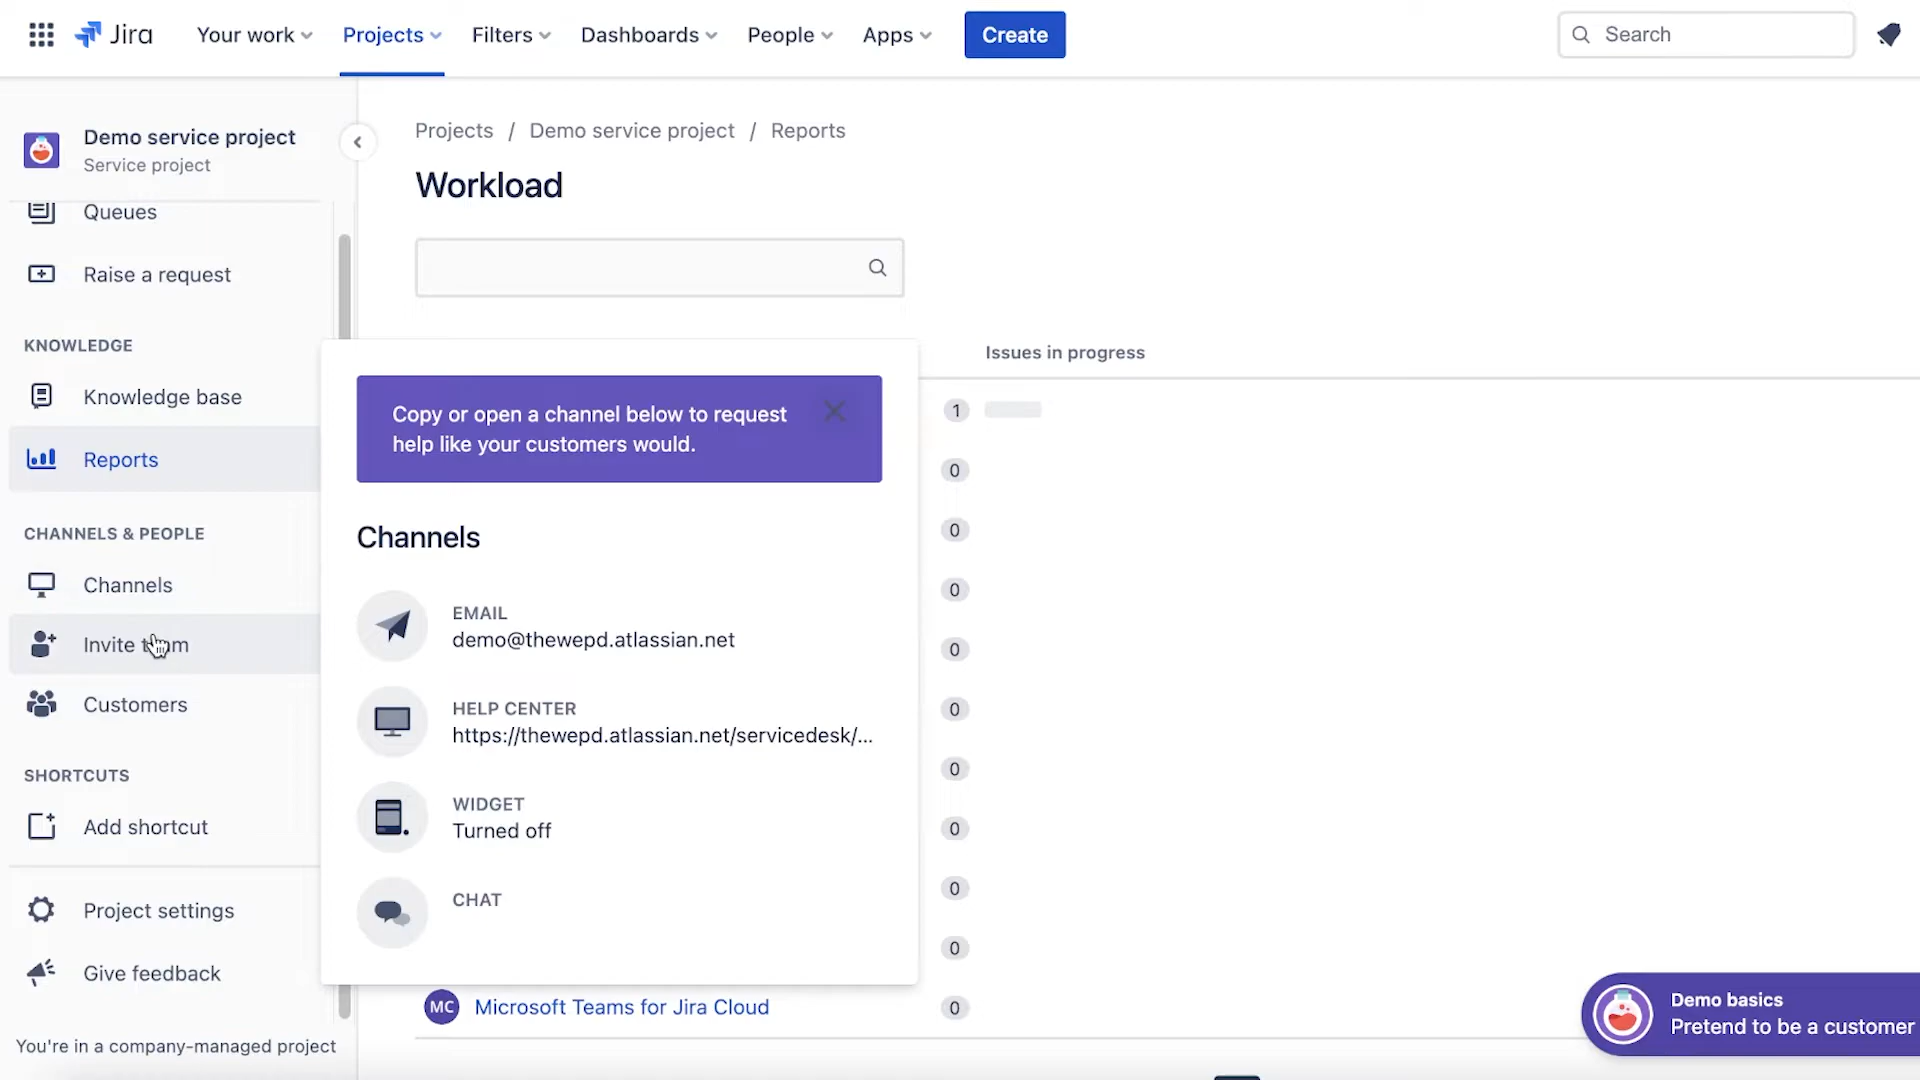 Jira
Your work
Projects
Filters
Dashboards
People
Apps
Create
Search
Demo service project
Service project
Queues
Raise a request
KNOWLEDGE
Knowledge base
Reports
CHANNELS & PEOPLE
Channels
Invite team
Customers
SHORTCUTS
Add shortcut
Project settings
Give feedback
You're in a company-managed project
Projects / Demo service project / Reports
Workload
Issues in progress
Copy or open a channel below to request
help like your customers would.
Channels
EMAIL
demo@thewepd.atlassian.net
HELP CENTER
https://thewepd.atlassian.net/servicedesk/...
WIDGET
Turned off
CHAT
1
0
0
0
0
0
0
0
0
0
MC Microsoft Teams for Jira Cloud 0
Demo basics
Pretend to be a customer